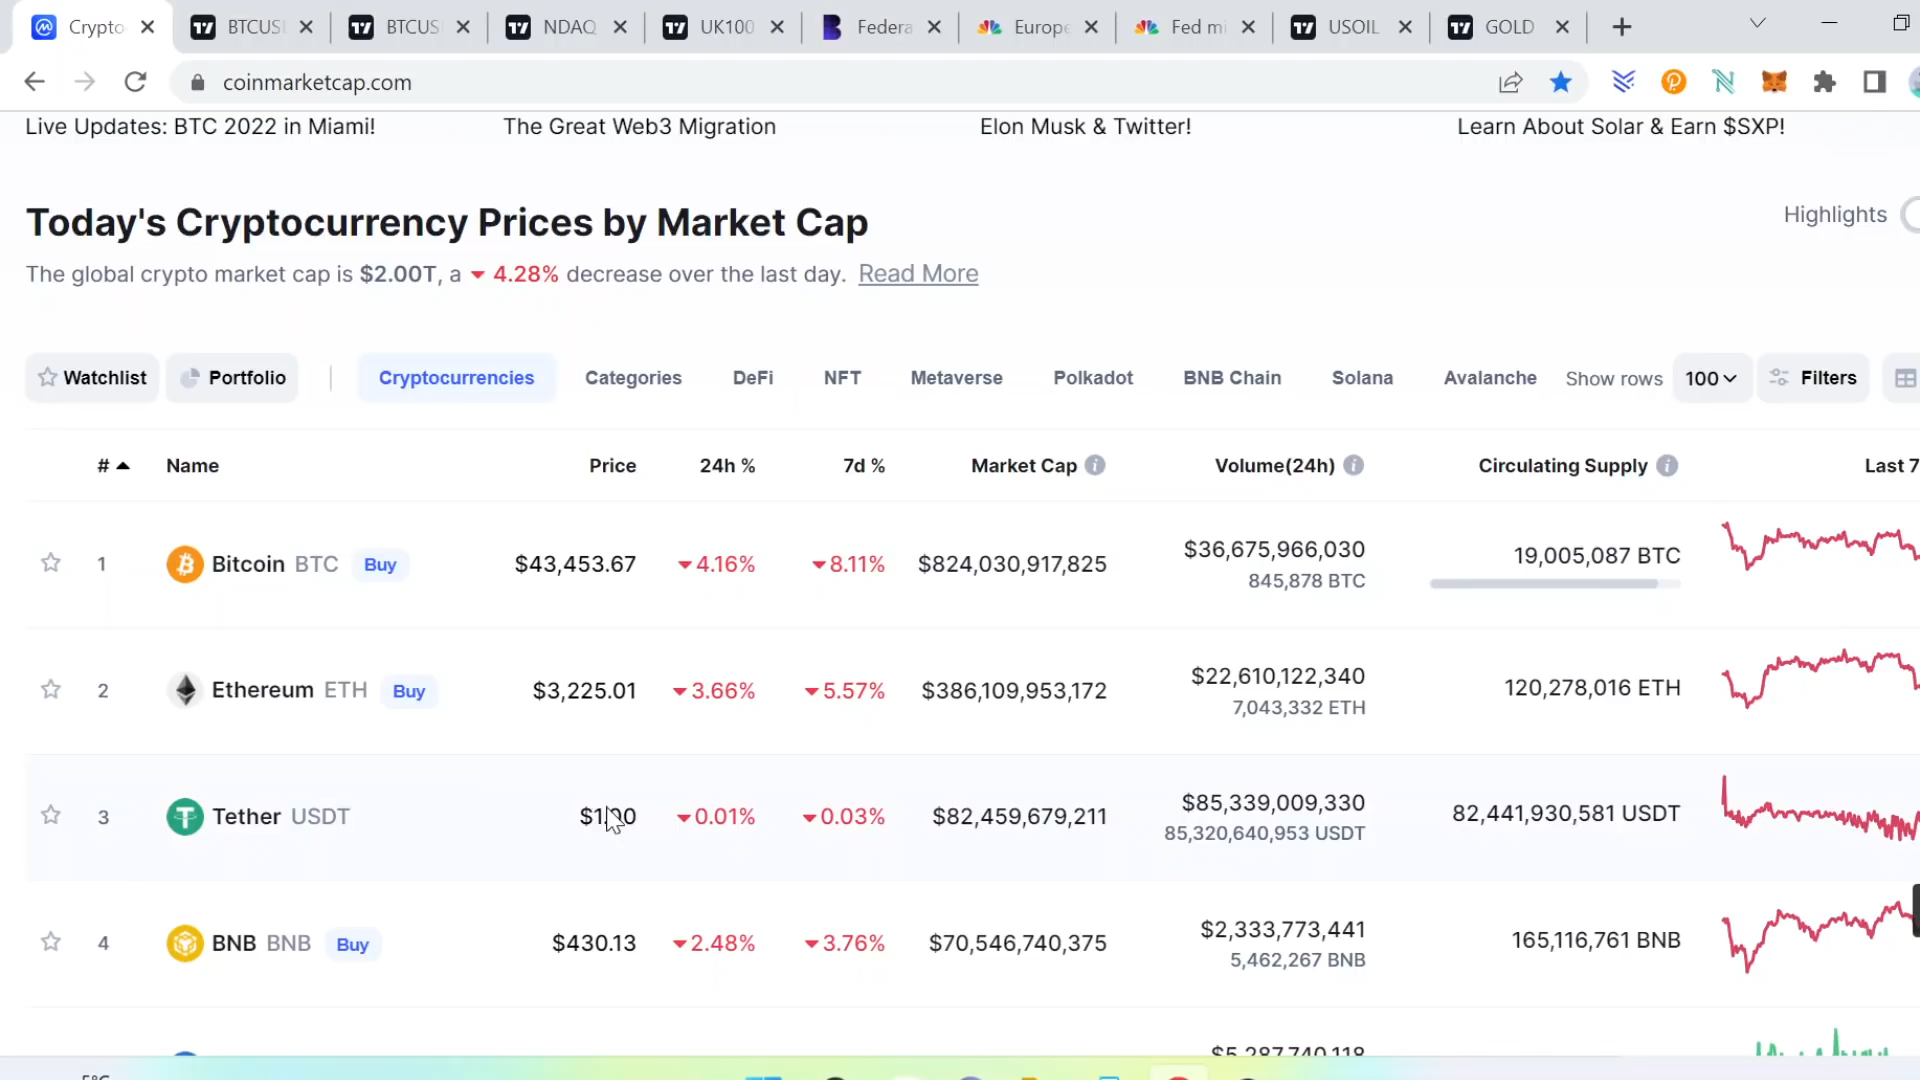 Crypto
BTCUS
BTCUS
NDAQ
UK100
Federa
Europe
Fed mi
USOIL
GOLD
coinmarketcap.com
Live Updates: BTC 2022 in Miami! The Great Web3 Migration Elon Musk & Twitter! Learn About Solar & Earn $SXP!
Today's Cryptocurrency Prices by Market Cap
Highlights
The global crypto market cap is $2.00T, a 4.28% decrease over the last day. Read More
Watchlist Portfolio Cryptocurrencies Categories DeFi NFT Metaverse Polkadot BNB Chain Solana Avalanche Show rows 100 Filters
# Name Price 24h % 7d % Market Cap Volume(24h) Circulating Supply Last 7
1 Bitcoin BTC Buy $43,453.67 4.16% 8.11% $824,030,917,825 $36,675,966,030 19,005,087 BTC
845,878 BTC
2 Ethereum ETH Buy $3,225.01 3.66% 5.57% $386,109,953,172 $22,610,122,340 120,278,016 ETH
7,043,332 ETH
3 Tether USDT $1.00 0.01% 0.03% $82,459,679,211 $85,339,009,330 82,441,930,581 USDT
85,320,640,953 USDT
4 BNB BNB Buy $430.13 2.48% 3.76% $70,546,740,375 $2,333,773,441 165,116,761 BNB
5,462,267 BNB
$5,287,740,118